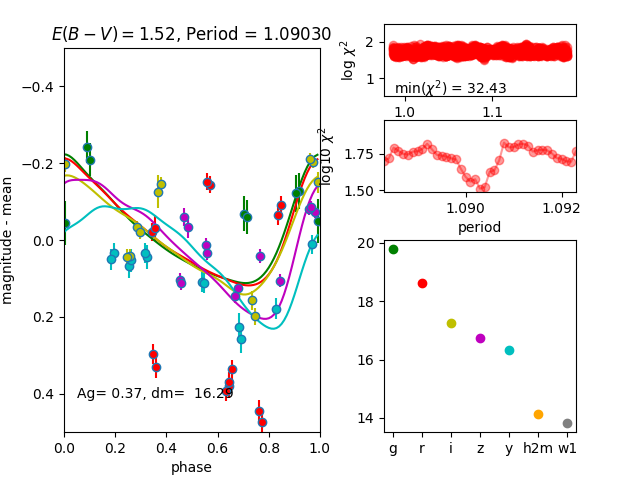 E(B − V) = 1.52, Period = 1.09030
magnitude - mean
−0.4
−0.2
0.0
0.2
0.4
Ag= 0.37, dm= 16.29
0.0 0.2 0.4 0.6 0.8 1.0
phase
log χ²
2
1
min(χ²) = 32.43
1.0 1.1
log10 χ²
1.75
1.50
1.090 1.092
period
20
18
16
14
g r i z y h2m w1